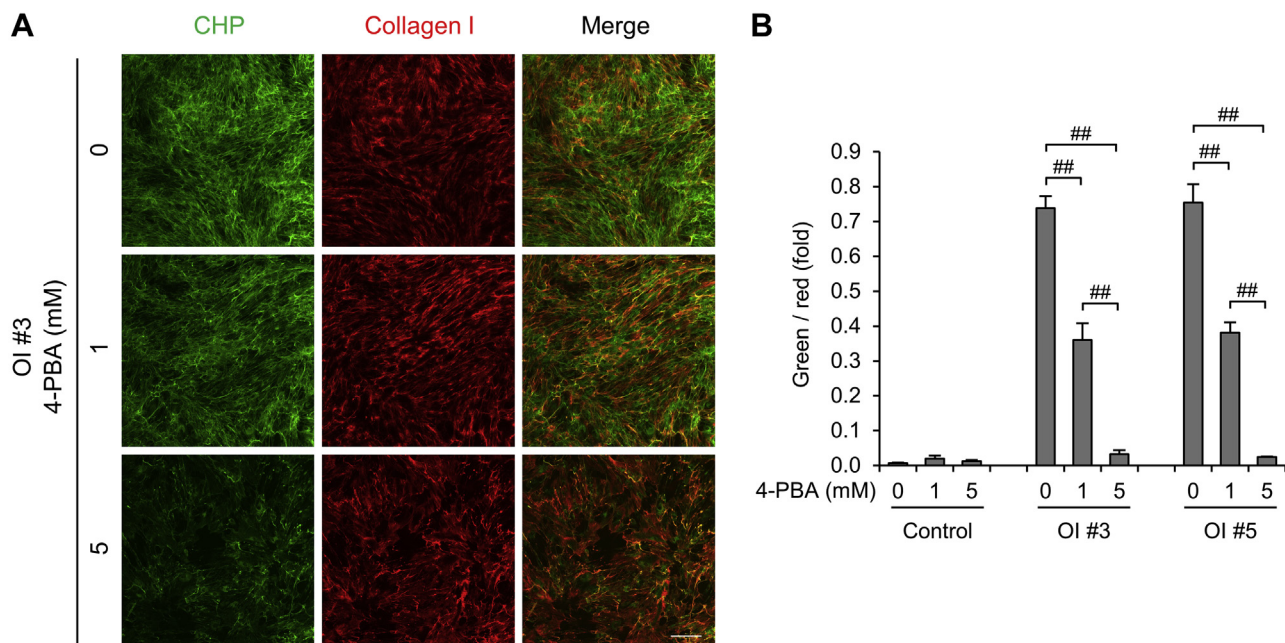 A
CHP
Collagen I
Merge
OI #3
4-PBA (mM)
0
1
5
B
Green / red (fold)
0.9
0.8
0.7
0.6
0.5
0.4
0.3
0.2
0.1
0.0
##
##
##
##
##
##
4-PBA (mM) 0 1 5 0 1 5 0 1 5
Control OI #3 OI #5